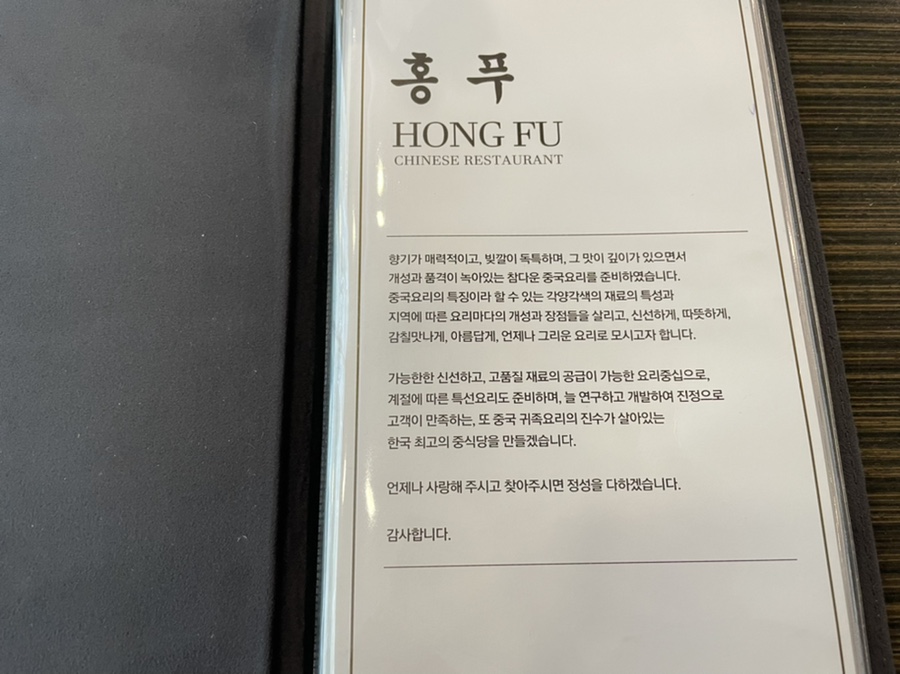 홍 푸
HONG FU
CHINESE RESTAURANT
향기가 매력적이고, 빛깔이 독특하며, 그 맛이 깊이가 있으면서
개성과 품격이 녹아있는 참다운 중국요리를 준비하였습니다.
중국요리의 특징이라 할 수 있는 각양각색의 재료의 특성과
지역에 따른 요리마다의 개성과 장점들을 살리고, 신선하게, 따뜻하게,
감칠맛나게, 아름답게, 언제나 그리운 요리로 모시고자 합니다.
가능한한 신선하고, 고품질 재료의 공급이 가능한 요리중심으로,
계절에 따른 특선요리도 준비하며, 늘 연구하고 개발하여 진정으로
고객이 만족하는, 또 중국 귀족요리의 진수가 살아있는
한국 최고의 중식당을 만들겠습니다.
언제나 사랑해 주시고 찾아주시면 정성을 다하겠습니다.
감사합니다.